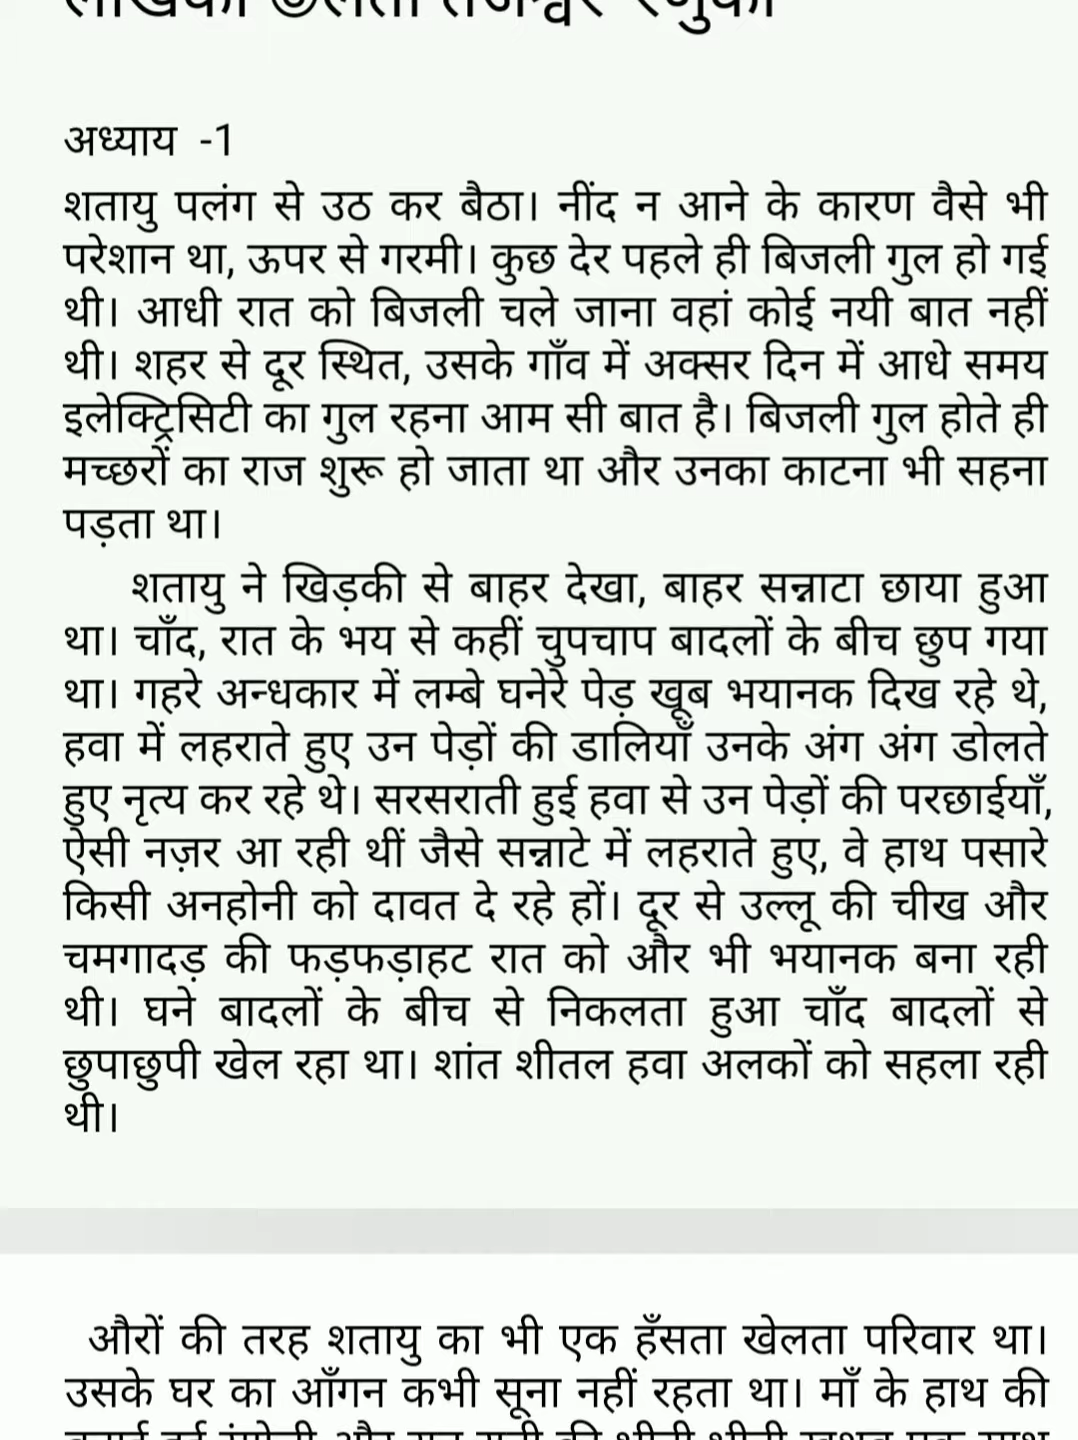 अध्याय -1
शतायु पलंग से उठ कर बैठा। नींद न आने के कारण वैसे भी
परेशान था, ऊपर से गरमी। कुछ देर पहले ही बिजली गुल हो गई
थी। आधी रात को बिजली चले जाना वहां कोई नयी बात नहीं
थी। शहर से दूर स्थित, उसके गाँव में अक्सर दिन में आधे समय
इलेक्ट्रिसिटी का गुल रहना आम सी बात है। बिजली गुल होते ही
मच्छरों का राज शुरू हो जाता था और उनका काटना भी सहना
पड़ता था।
शतायु ने खिड़की से बाहर देखा, बाहर सन्नाटा छाया हुआ
था। चाँद, रात के भय से कहीं चुपचाप बादलों के बीच छुप गया
था। गहरे अन्धकार में लम्बे घनेरे पेड़ खूब भयानक दिख रहे थे,
हवा में लहराते हुए उन पेड़ों की डालियाँ उनके अंग अंग डोलते
हुए नृत्य कर रहे थे। सरसराती हुई हवा से उन पेड़ों की परछाईयाँ,
ऐसी नज़र आ रही थीं जैसे सन्नाटे में लहराते हुए, वे हाथ पसारे
किसी अनहोनी को दावत दे रहे हों। दूर से उल्लू की चीख और
चमगादड़ की फड़फड़ाहट रात को और भी भयानक बना रही
थी। घने बादलों के बीच से निकलता हुआ चाँद बादलों से
छुपाछुपी खेल रहा था। शांत शीतल हवा अलकों को सहला रही
थी।
औरों की तरह शतायु का भी एक हँसता खेलता परिवार था।
उसके घर का आँगन कभी सूना नहीं रहता था। माँ के हाथ की